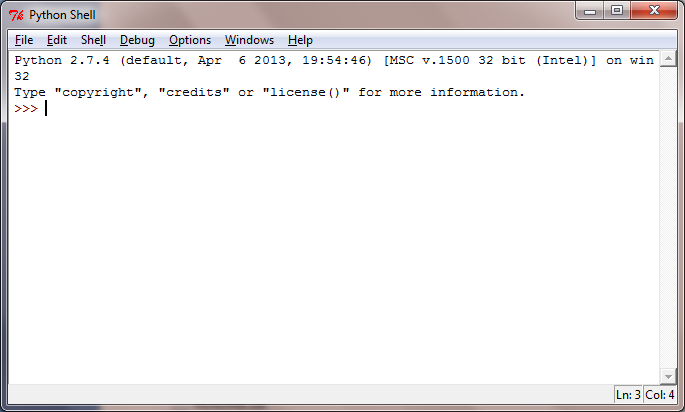 Python Shell
File Edit Shell Debug Options Windows Help
Python 2.7.4 (default, Apr  6 2013, 19:54:46) [MSC v.1500 32 bit (Intel)] on win
32
Type "copyright", "credits" or "license()" for more information.
>>>
Ln: 3 Col: 4